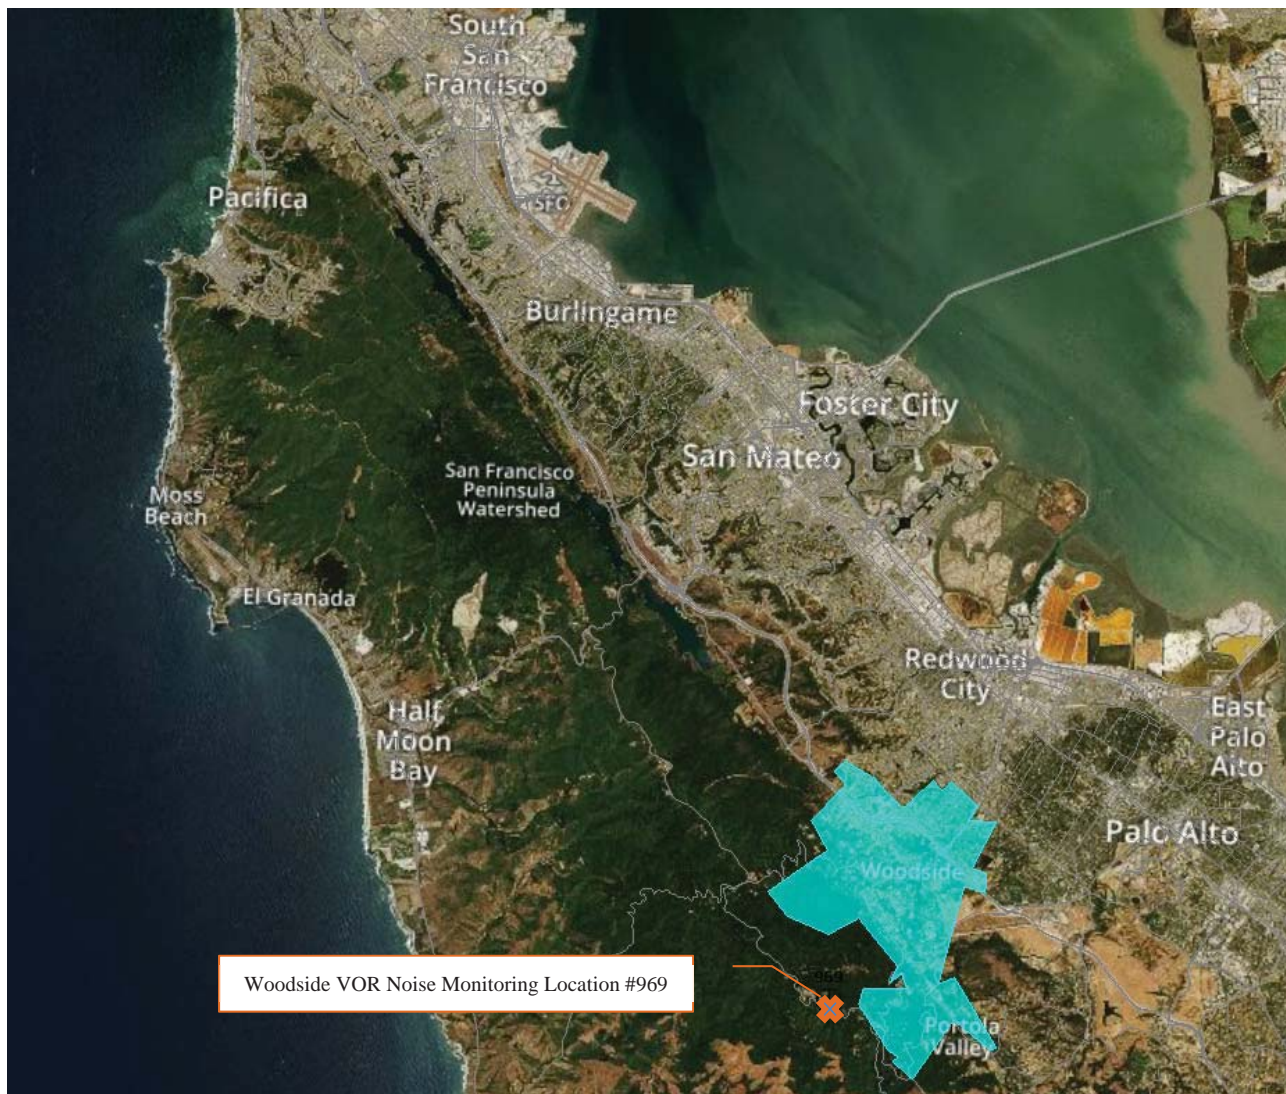 South
San
Francisco
SFO
Pacifica
Burlingame
Foster City
San Mateo
San Francisco
Peninsula
Watershed
Moss
Beach
El Granada
Redwood
City
Half
Moon
Bay
East
Palo
Alto
Palo Alto
Woodside
969
Woodside VOR Noise Monitoring Location #969
Portola
Valley